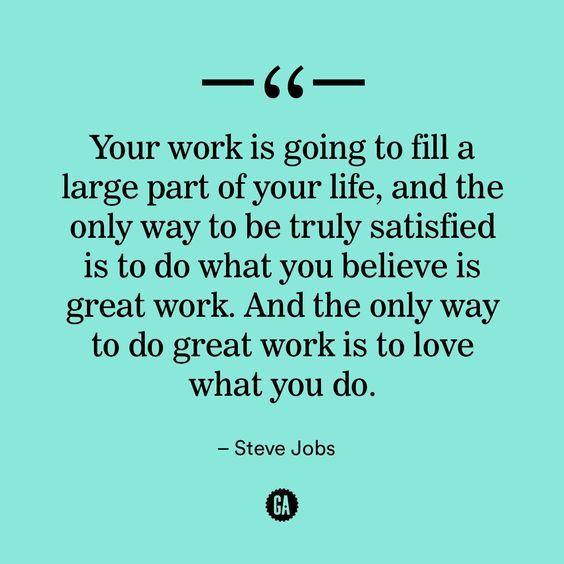 “
Your work is going to fill a
large part of your life, and the
only way to be truly satisfied
is to do what you believe is
great work. And the only way
to do great work is to love
what you do.
– Steve Jobs
GA